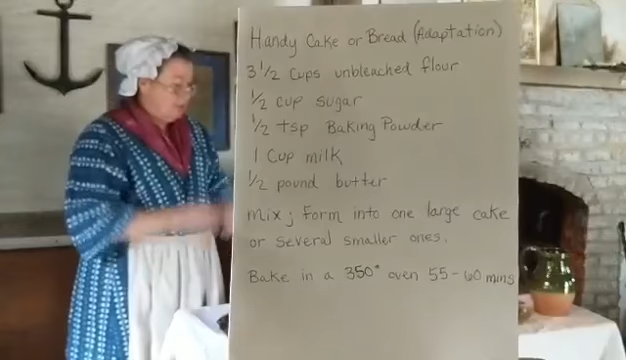 Handy Cake or Bread (Adaptation)
3 1/2 Cups unbleached flour
1/2 cup sugar
1/2 tsp Baking Powder
1 Cup milk
1/2 pound butter
Mix; Form into one large cake
or several smaller ones.
Bake in a 350° oven 55-60 mins